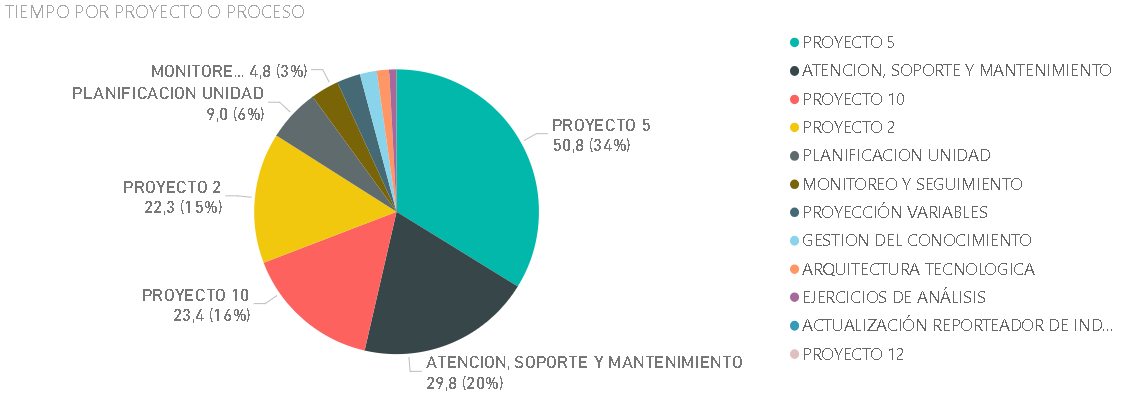 TIEMPO POR PROYECTO O PROCESO
MONITORE... 4,8 (3%)
PLANIFICACION UNIDAD
9,0 (6%)
PROYECTO 2
22,3 (15%)
PROYECTO 10
23,4 (16%)
PROYECTO 5
50,8 (34%)
ATENCION, SOPORTE Y MANTENIMIENTO
29,8 (20%)
PROYECTO 5
ATENCION, SOPORTE Y MANTENIMIENTO
PROYECTO 10
PROYECTO 2
PLANIFICACION UNIDAD
MONITOREO Y SEGUIMIENTO
PROYECCIÓN VARIABLES
GESTION DEL CONOCIMIENTO
ARQUITECTURA TECNOLOGICA
EJERCICIOS DE ANÁLISIS
ACTUALIZACIÓN REPORTEADOR DE IND...
PROYECTO 12